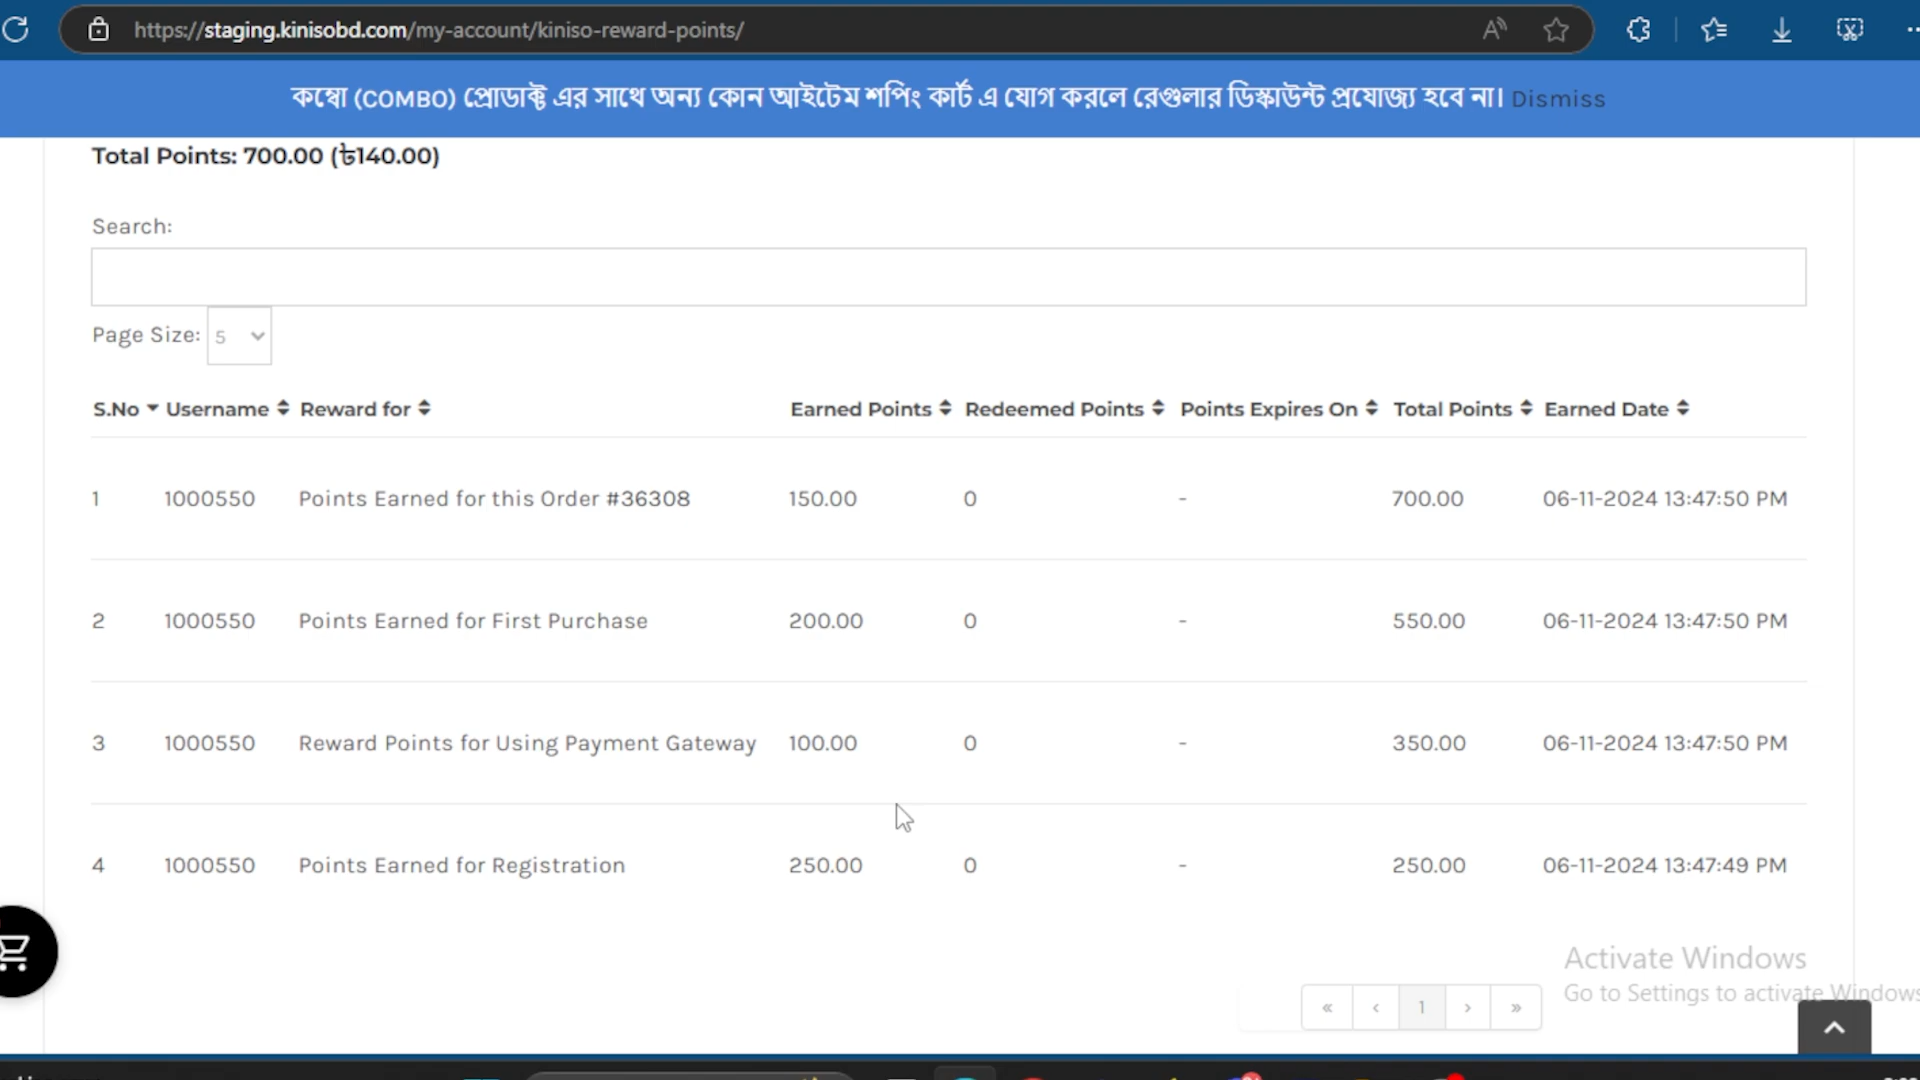 https://staging.kinisobd.com/my-account/kiniso-reward-points/
কম্বো (COMBO) প্রোডাক্ট এর সাথে অন্য কোন আইটেম শপিং কার্ট এ যোগ করলে রেগুলার ডিস্কাউন্ট প্রযোজ্য হবে না। Dismiss
Total Points: 700.00 (৳140.00)
Search:
Page Size: 5
S.No Username Reward for Earned Points Redeemed Points Points Expires On Total Points Earned Date
1 1000550 Points Earned for this Order #36308 150.00 0 - 700.00 06-11-2024 13:47:50 PM
2 1000550 Points Earned for First Purchase 200.00 0 - 550.00 06-11-2024 13:47:50 PM
3 1000550 Reward Points for Using Payment Gateway 100.00 0 - 350.00 06-11-2024 13:47:50 PM
4 1000550 Points Earned for Registration 250.00 0 - 250.00 06-11-2024 13:47:49 PM
Activate Windows
Go to Settings to activate Windows
« ‹ 1 › »